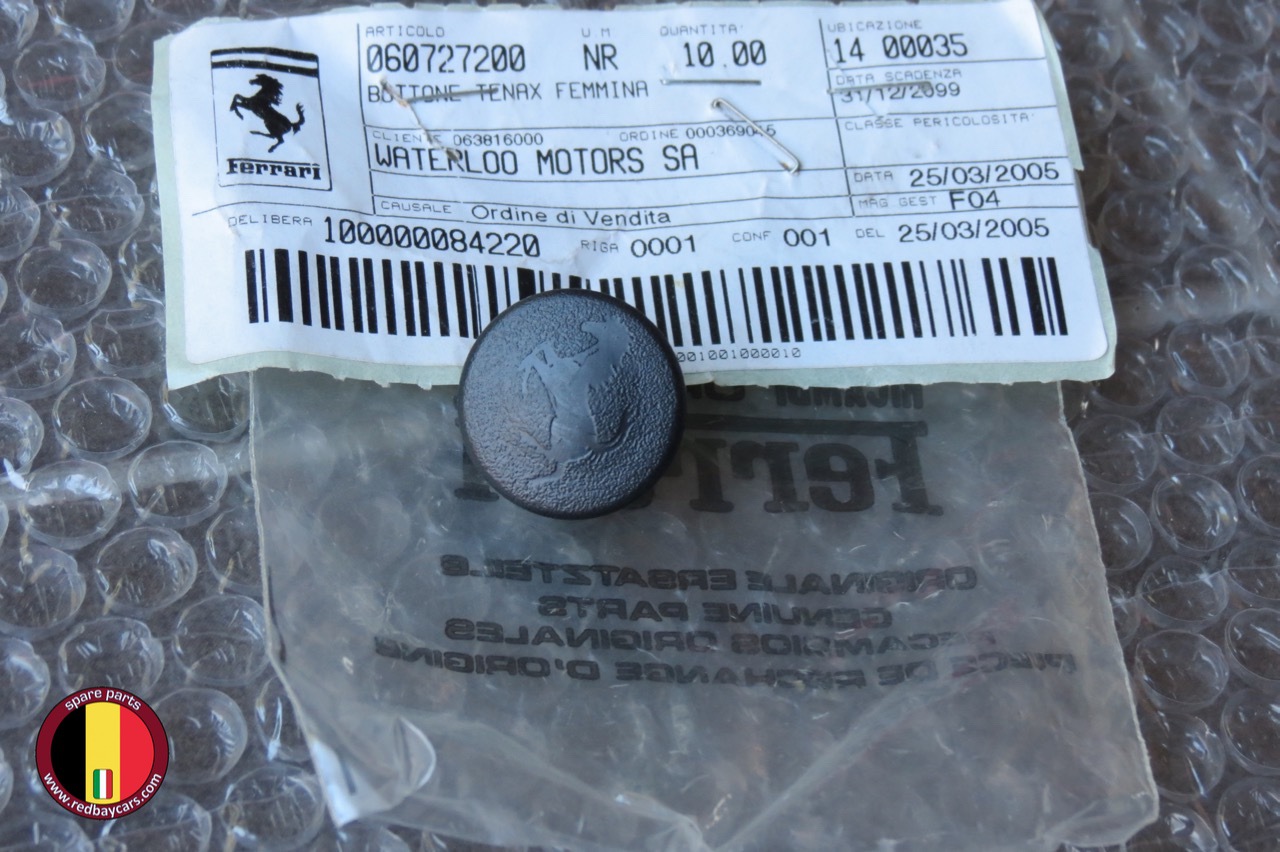 ARTICOLO U.M QUANTITA' UBICAZIONE
060727200 NR 10.00 14 00035
BOTTONE TENAX FEMMINA
DATA SCADENZA
31/12/2099
CLIENTE 063816000 ORDINE
CLASSE PERICOLOSITA'
WATERLOO MOTORS SA
Ferrari
DATA 25/03/2005
CAUSALE Ordine di Vendita
MAG GEST F04
DELIBERA 100000084220 RIGA 0001 CONF 001 DEL 25/03/2005
001001000010
Ferrari
ORIGINALE ERSATZTEILE
GENUINE PARTS
RECAMBIOS ORIGINALES
PIECE DE RECHANGE D'ORIGINE
spare parts
www.redbaycars.com